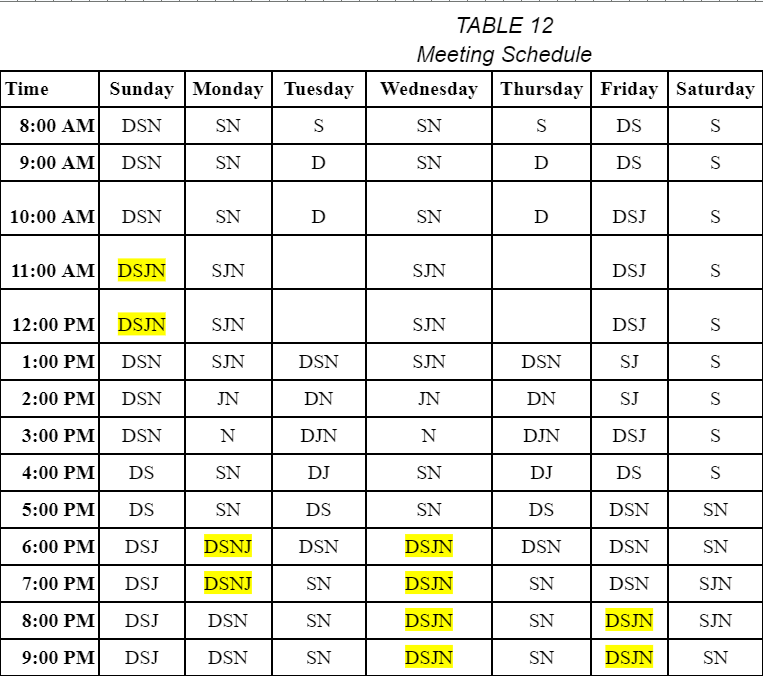 TABLE 12
Meeting Schedule
Time Sunday Monday Tuesday Wednesday Thursday Friday Saturday
8:00 AM DSN SN S SN S DS S
9:00 AM DSN SN D SN D DS S
10:00 AM DSN SN D SN D DSJ S
11:00 AM DSJN SJN SJN DSJ S
12:00 PM DSJN SJN SJN DSJ S
1:00 PM DSN SJN DSN SJN DSN SJ S
2:00 PM DSN JN DN JN DN SJ S
3:00 PM DSN N DJN N DJN DSJ S
4:00 PM DS SN DJ SN DJ DS S
5:00 PM DS SN DS SN DS DSN SN
6:00 PM DSJ DSNJ DSN DSJN DSN DSN SN
7:00 PM DSJ DSNJ SN DSJN SN DSN SJN
8:00 PM DSJ DSN SN DSJN SN DSJN SJN
9:00 PM DSJ DSN SN DSJN SN DSJN SN